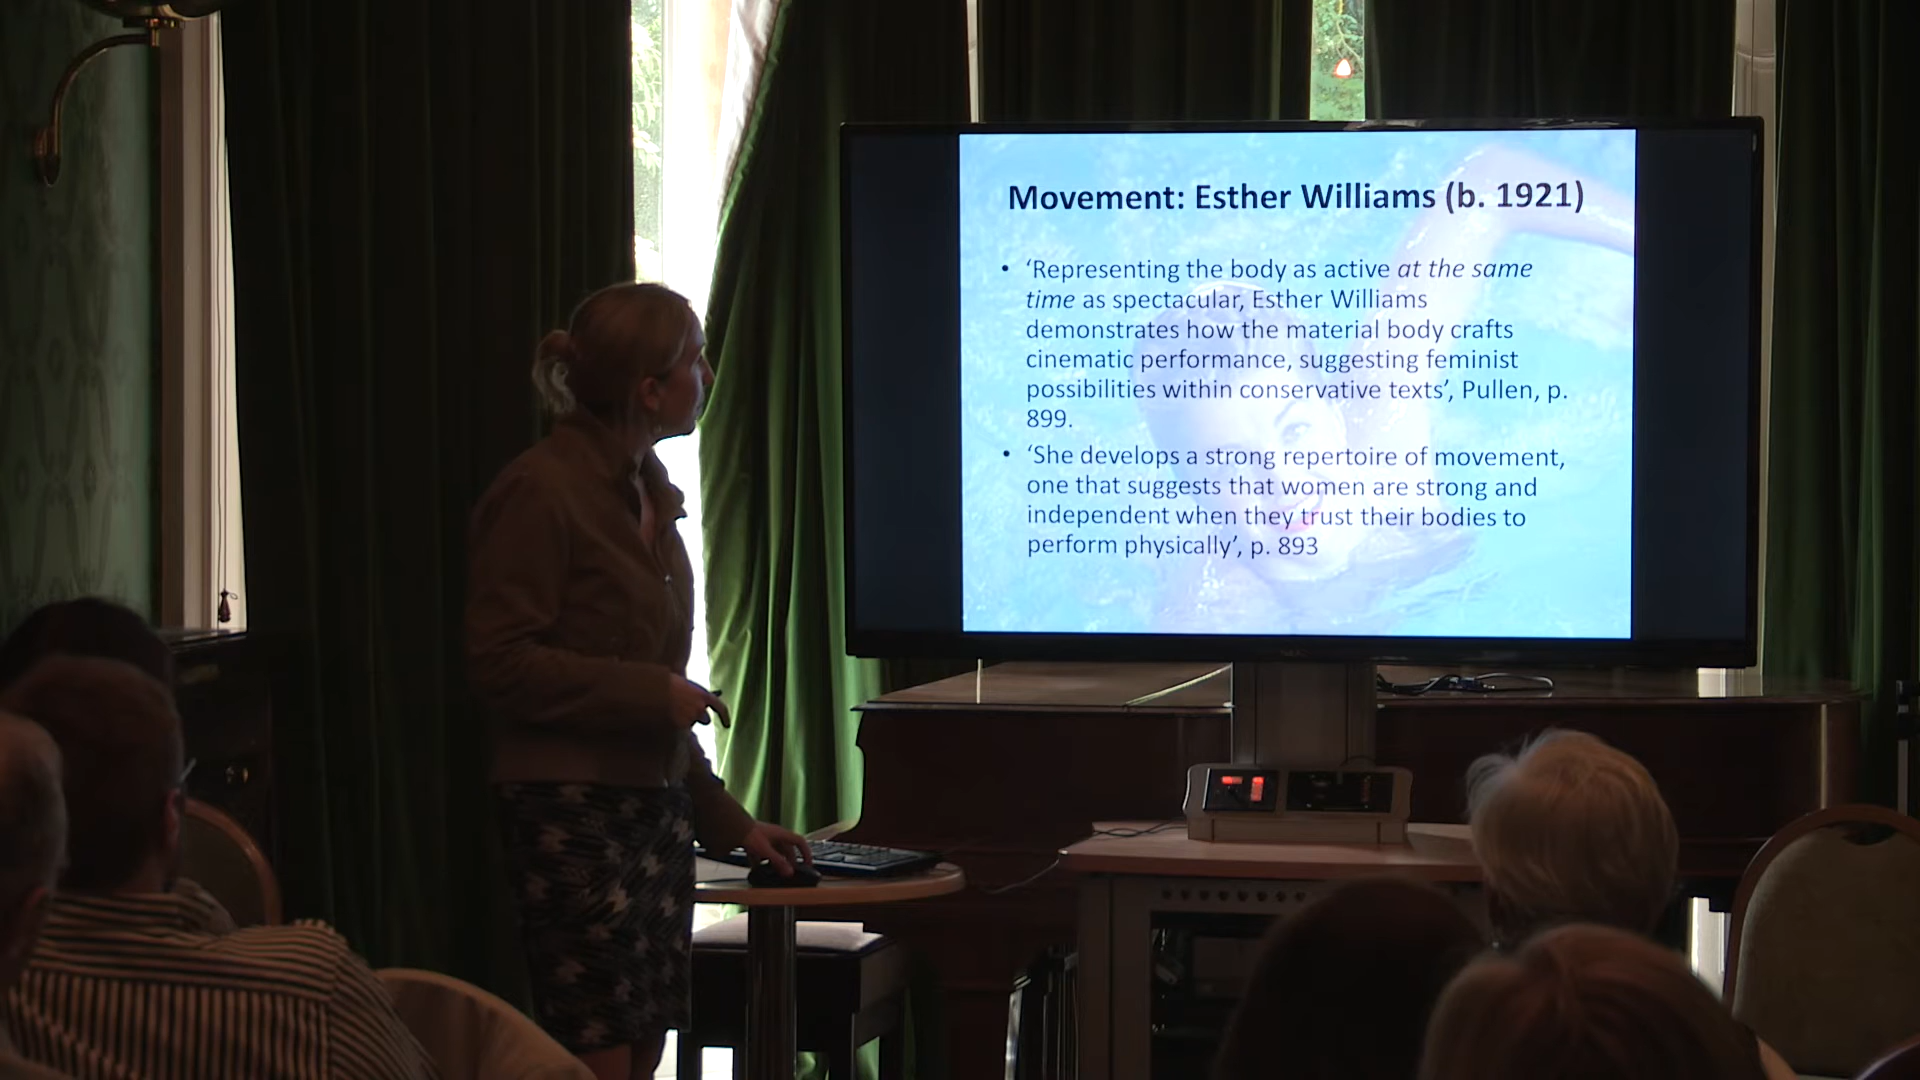 Movement: Esther Williams (b. 1921)
• ‘Representing the body as active at the same
time as spectacular, Esther Williams
demonstrates how the material body crafts
cinematic performance, suggesting feminist
possibilities within conservative texts’, Pullen, p.
899.
• ‘She develops a strong repertoire of movement,
one that suggests that women are strong and
independent when they trust their bodies to
perform physically’, p. 893